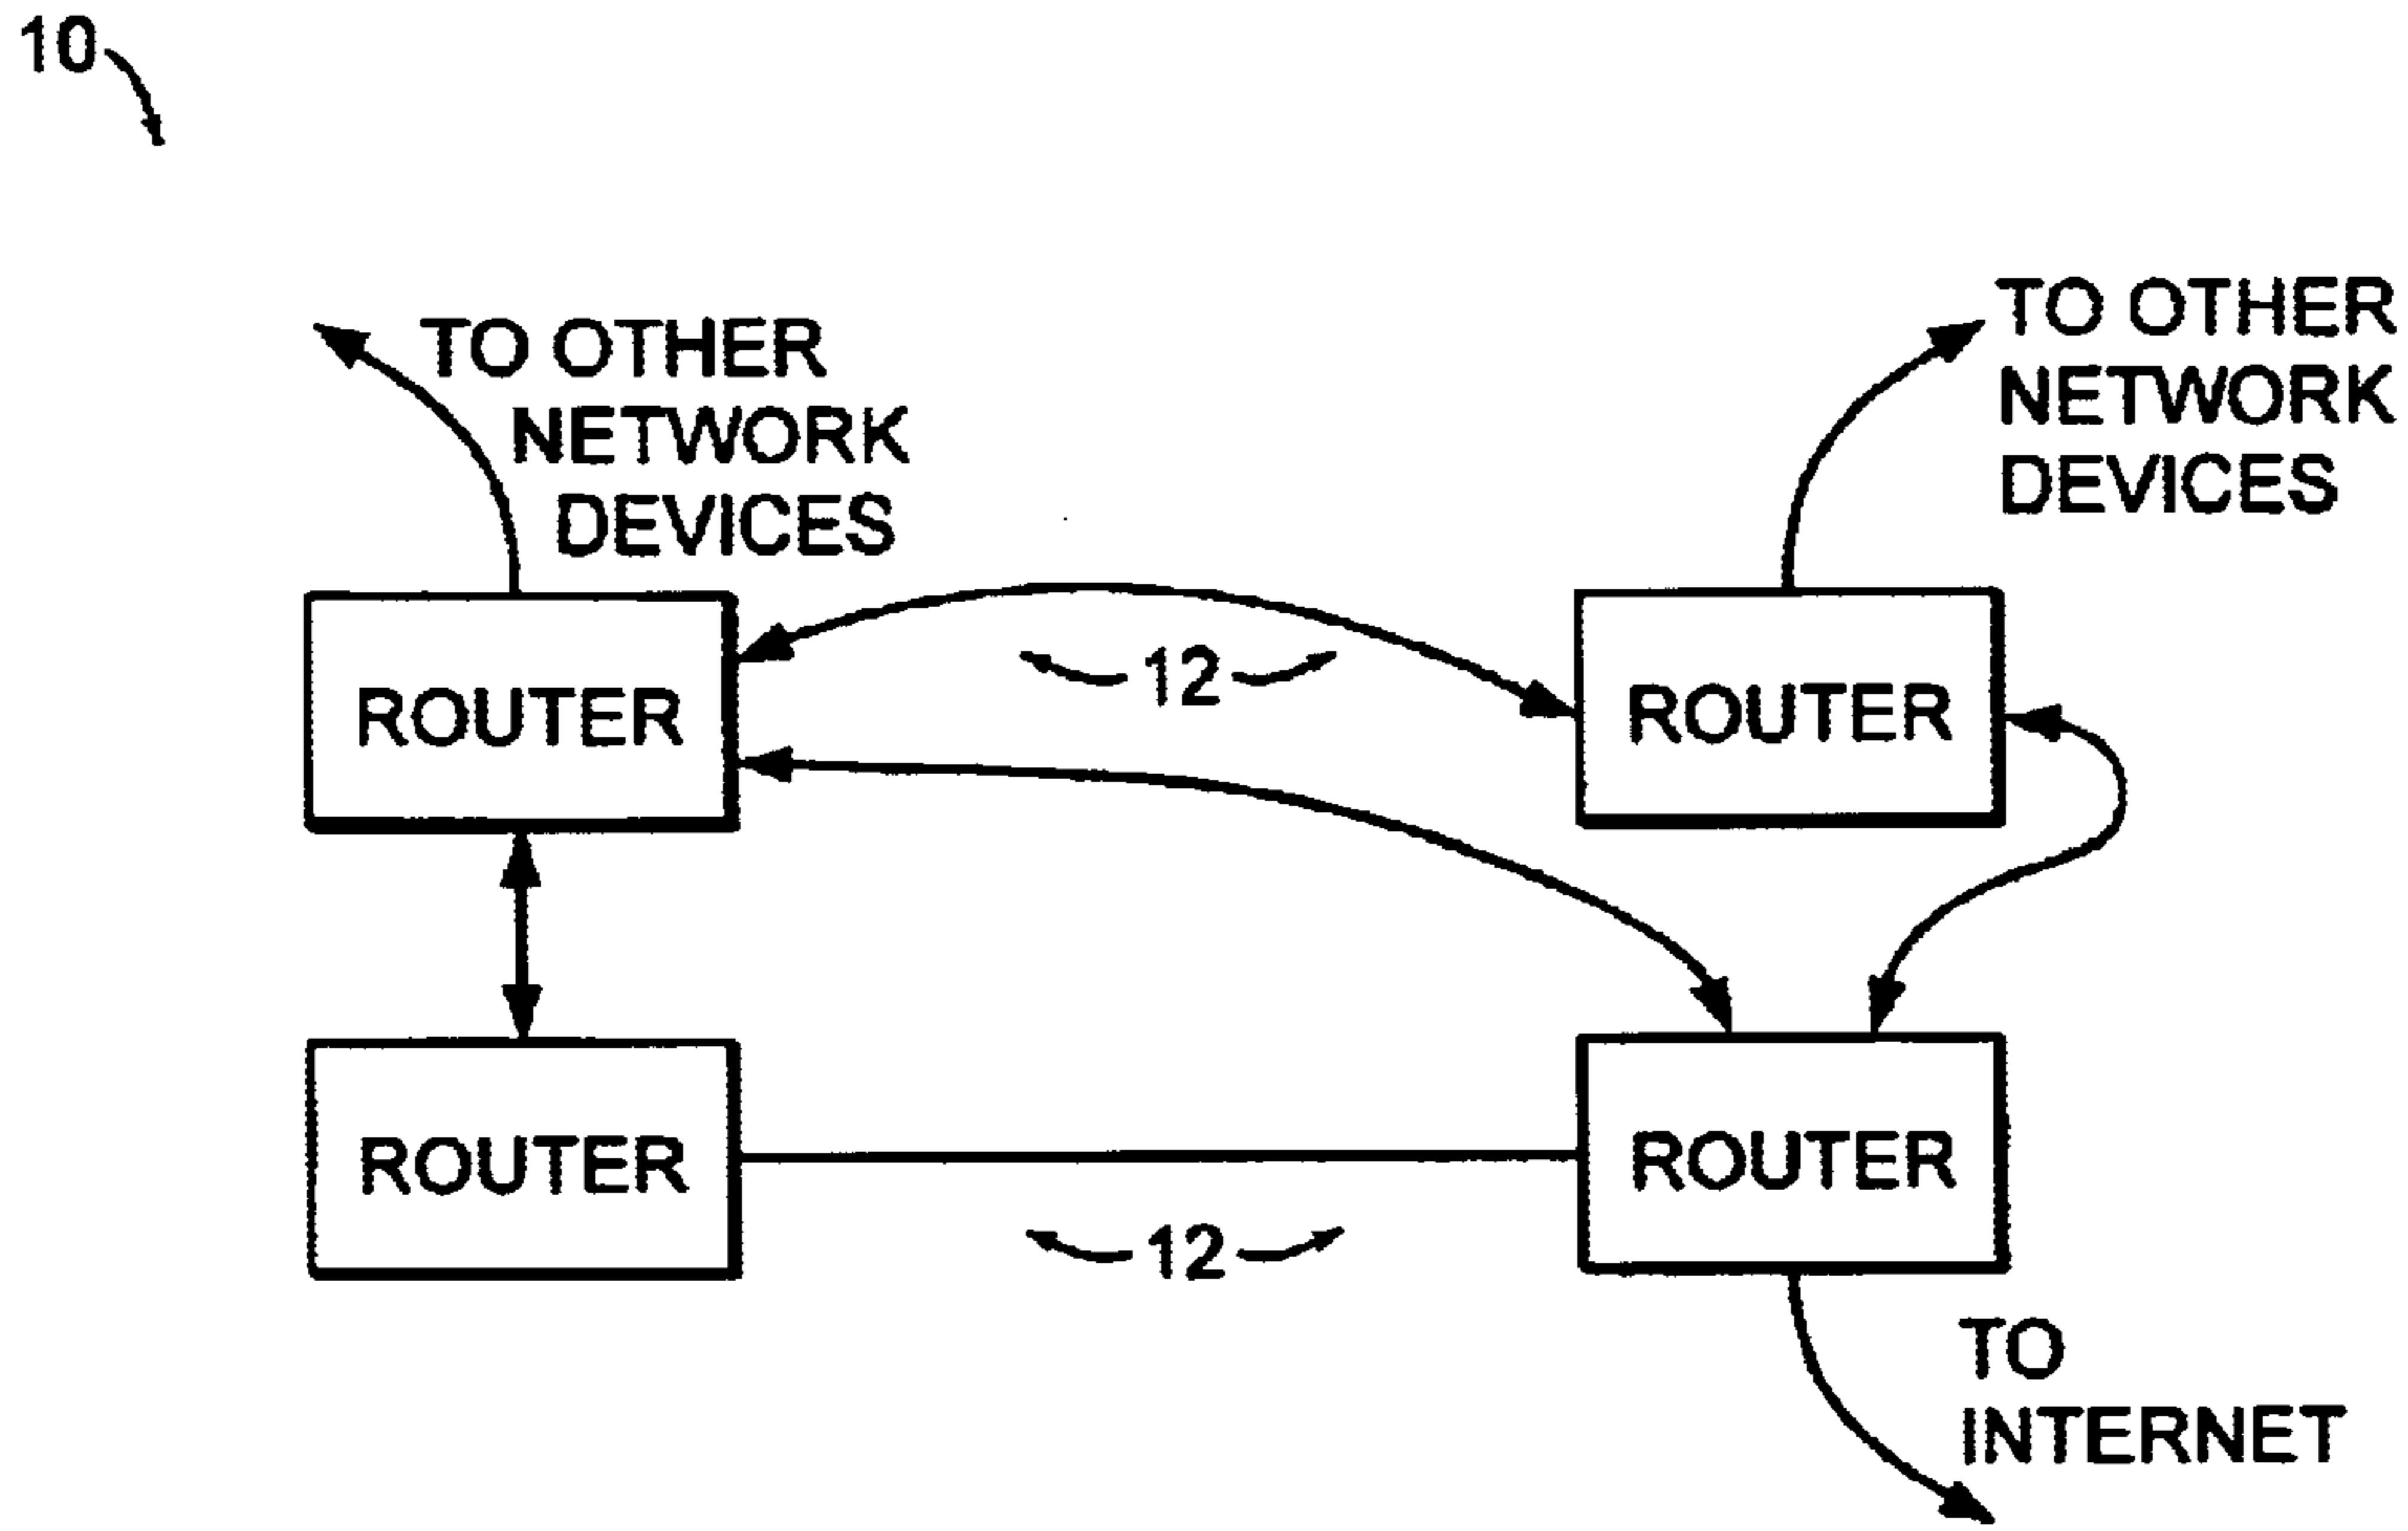 10
TO OTHER
NETWORK
DEVICES
TO OTHER
NETWORK
DEVICES
12
ROUTER
ROUTER
ROUTER
ROUTER
12
TO
INTERNET